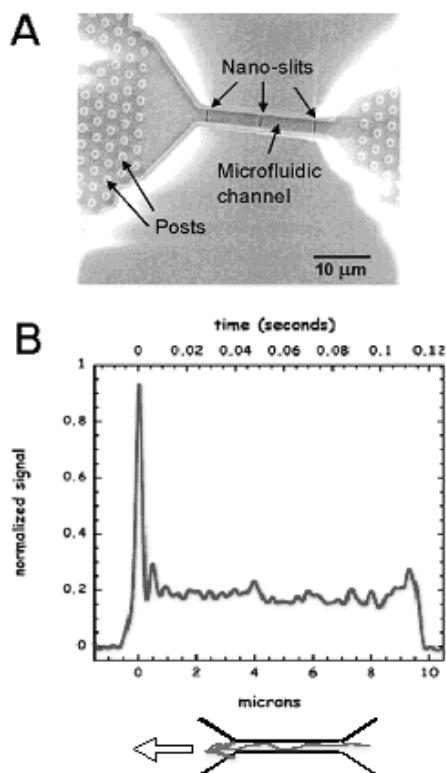 A
Nano-slits
Microfluidic
channel
Posts
10 μm
B
time (seconds)
0 0.02 0.04 0.06 0.08 0.1 0.12
1
0.8
0.6
0.4
0.2
0
normalized signal
0 2 4 6 8 10
microns